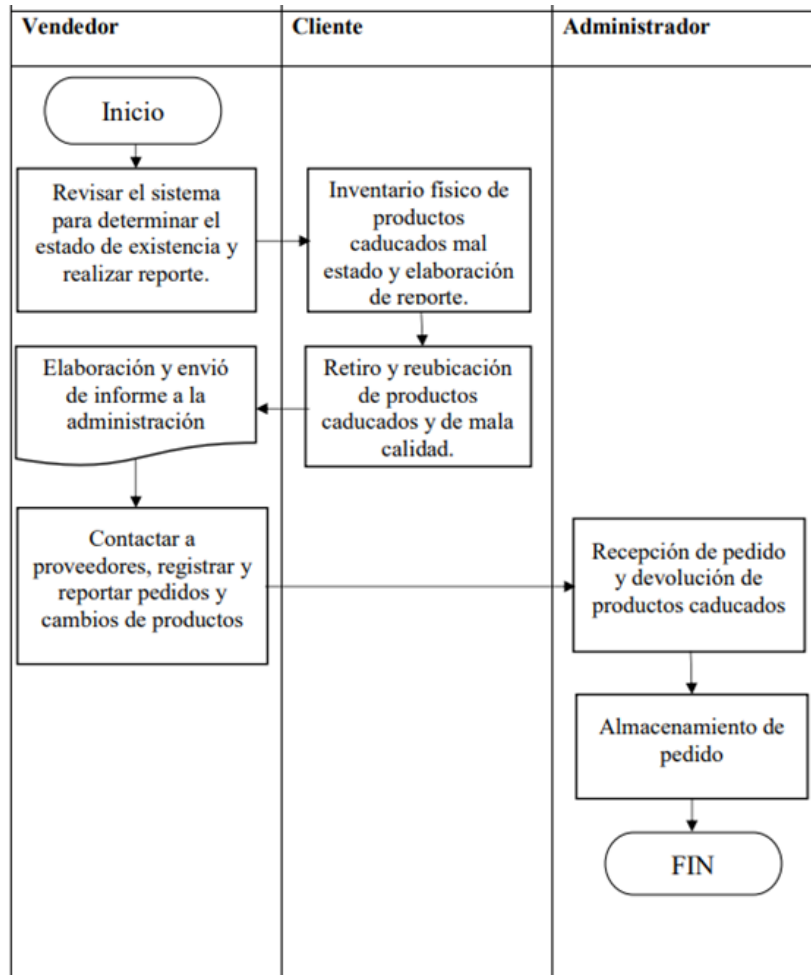 Vendedor
Cliente
Administrador
Inicio
Revisar el sistema
para determinar el
estado de existencia y
realizar reporte.
Inventario físico de
productos
caducados mal
estado y elaboración
de reporte.
Elaboración y envió
de informe a la
administración
Retiro y reubicación
de productos
caducados y de mala
calidad.
Contactar a
proveedores, registrar y
reportar pedidos y
cambios de productos
Recepción de pedido
y devolución de
productos caducados
Almacenamiento de
pedido
FIN